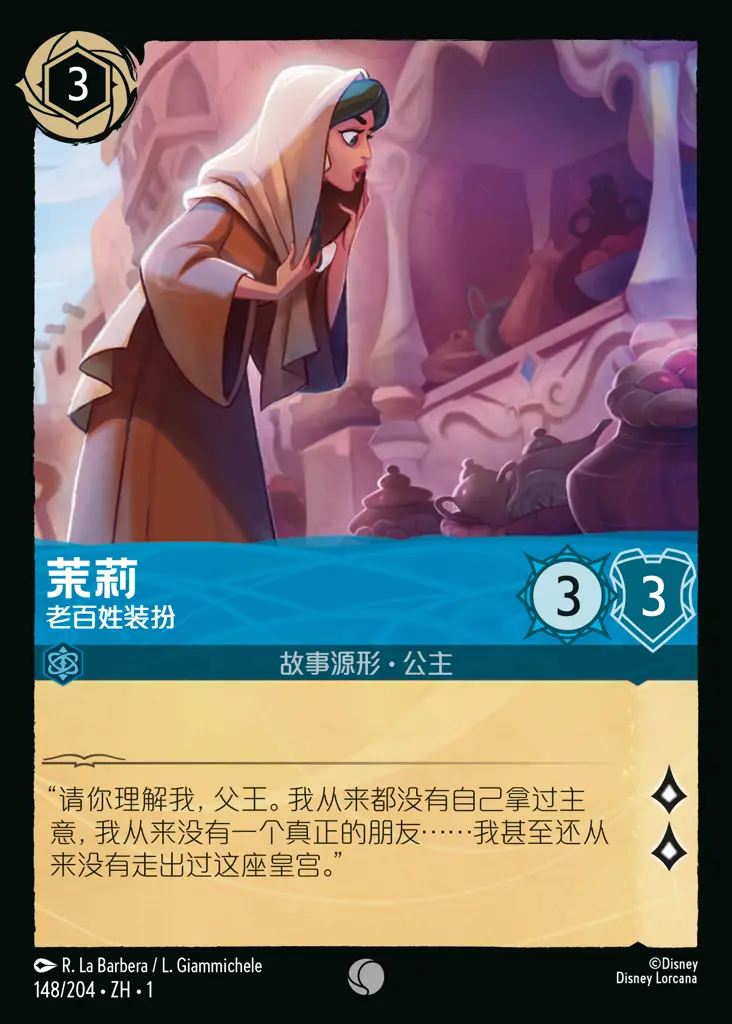 3
茉莉
老百姓装扮
3
3
故事源形 • 公主
“请你理解我，父王。我从来都没有自己拿过主
意，我从来没有一个真正的朋友……我甚至还从
来没有走出过这座皇宫。”
R. La Barbera / L. Giammichele
148/204 • ZH • 1
©Disney
Disney Lorcana